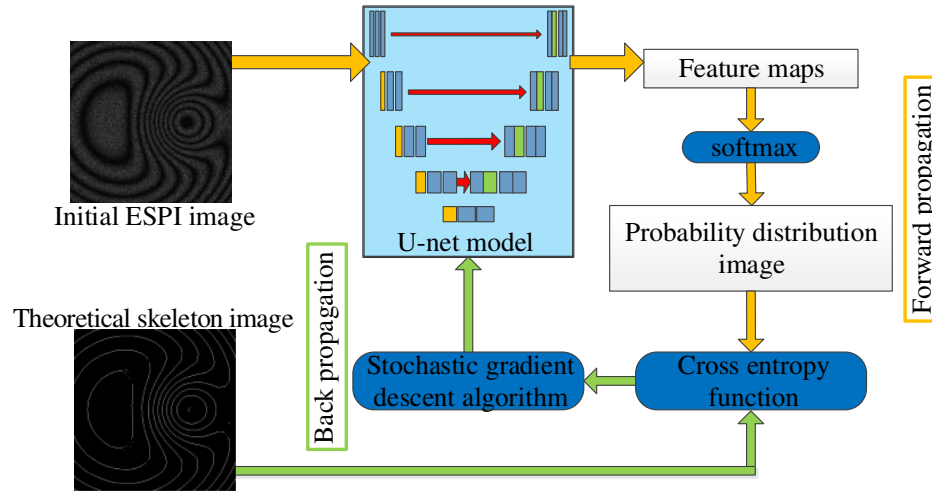 Initial ESPI image
U-net model
Feature maps
softmax
Probability distribution
image
Forward propagation
Theoretical skeleton image
Back propagation
Stochastic gradient
descent algorithm
Cross entropy
function